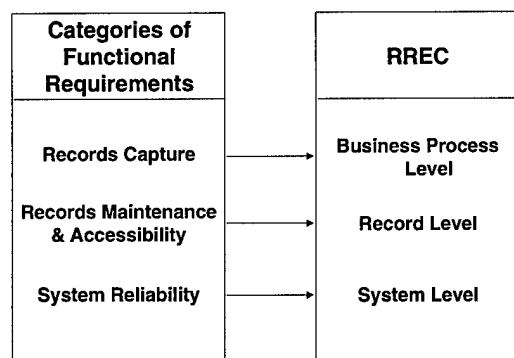 Categories of
Functional
Requirements
RREC
Records Capture
Business Process
Level
Records Maintenance
& Accessibility
Record Level
System Reliability
System Level